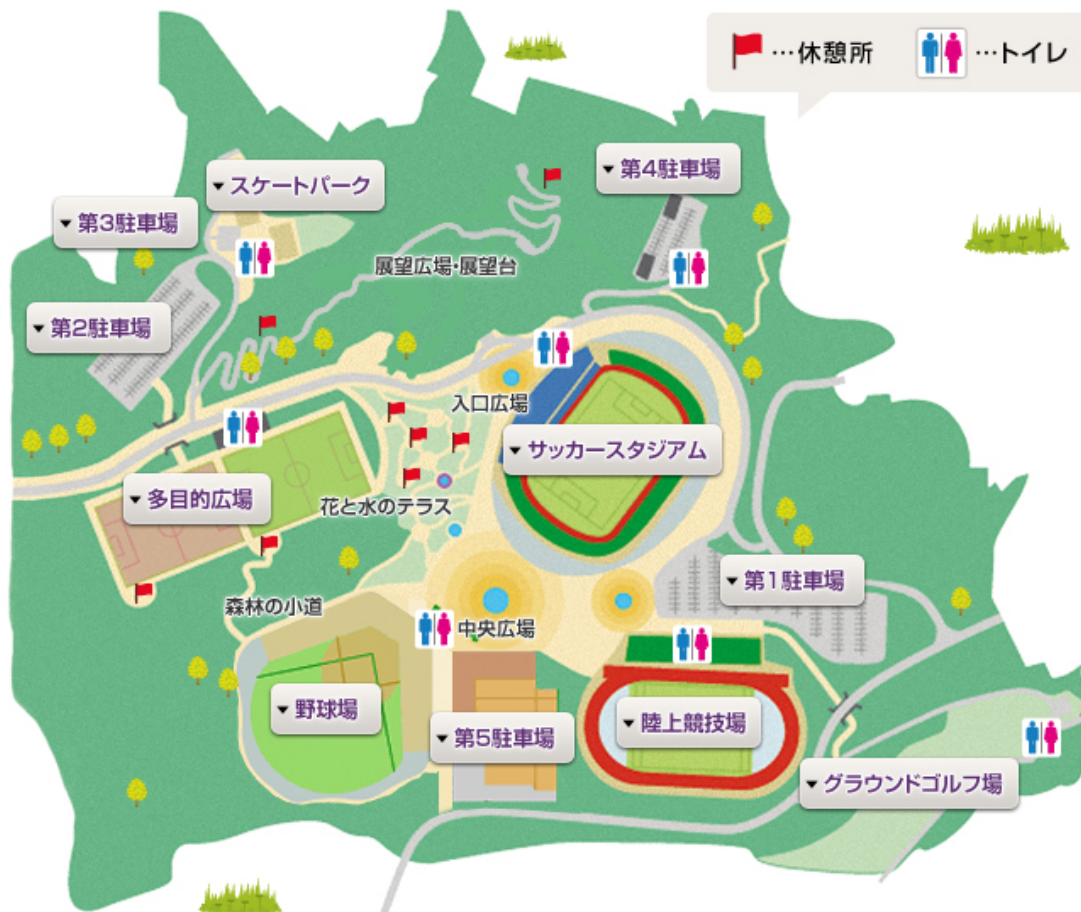 …休憩所
…トイレ
第4駐車場
スケートパーク
第3駐車場
展望広場・展望台
第2駐車場
入口広場
サッカースタジアム
多目的広場
花と水のテラス
第1駐車場
森林の小道
中央広場
野球場
第5駐車場
陸上競技場
グラウンドゴルフ場